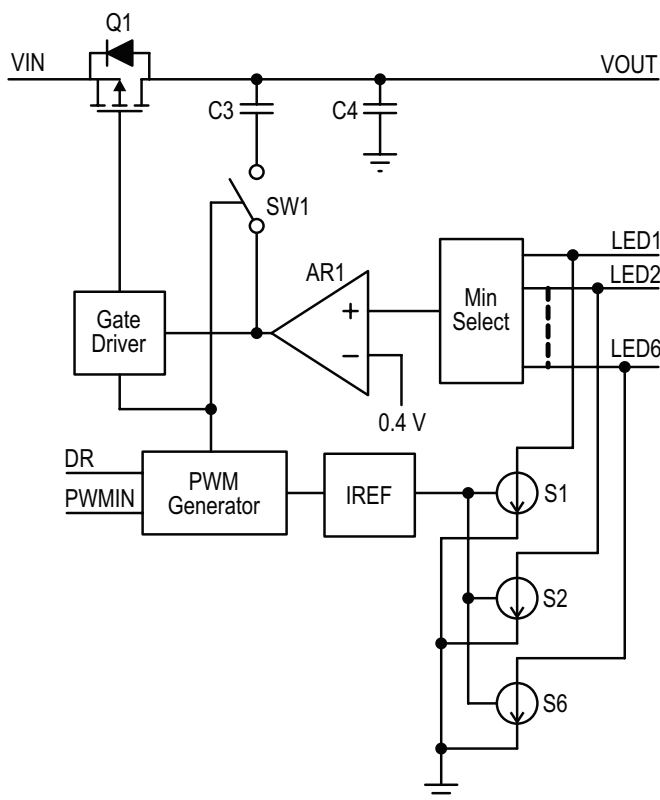 Q1
VIN
VOUT
C3
C4
SW1
LED1
AR1
LED2
Min
Select
+
Gate
Driver
−
LED6
0.4 V
DR
PWMIN
PWM
Generator
IREF
S1
S2
S6